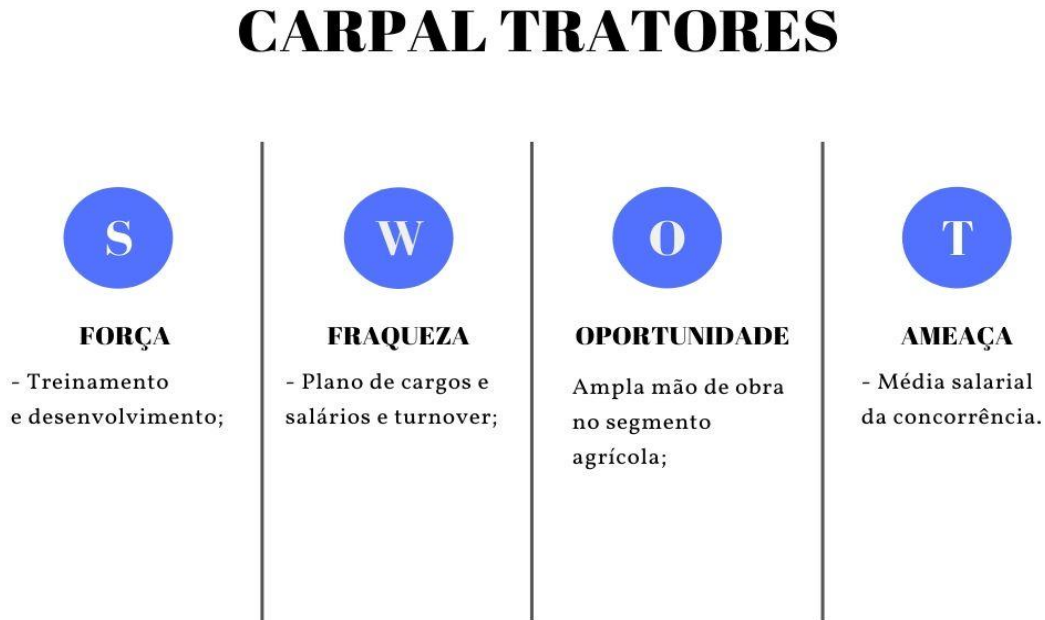 CARPAL TRATORES
S
FORÇA
- Treinamento
e desenvolvimento;
W
FRAQUEZA
- Plano de cargos e
salários e turnover;
O
OPORTUNIDADE
Ampla mão de obra
no segmento
agrícola;
T
AMEAÇA
- Média salarial
da concorrência.